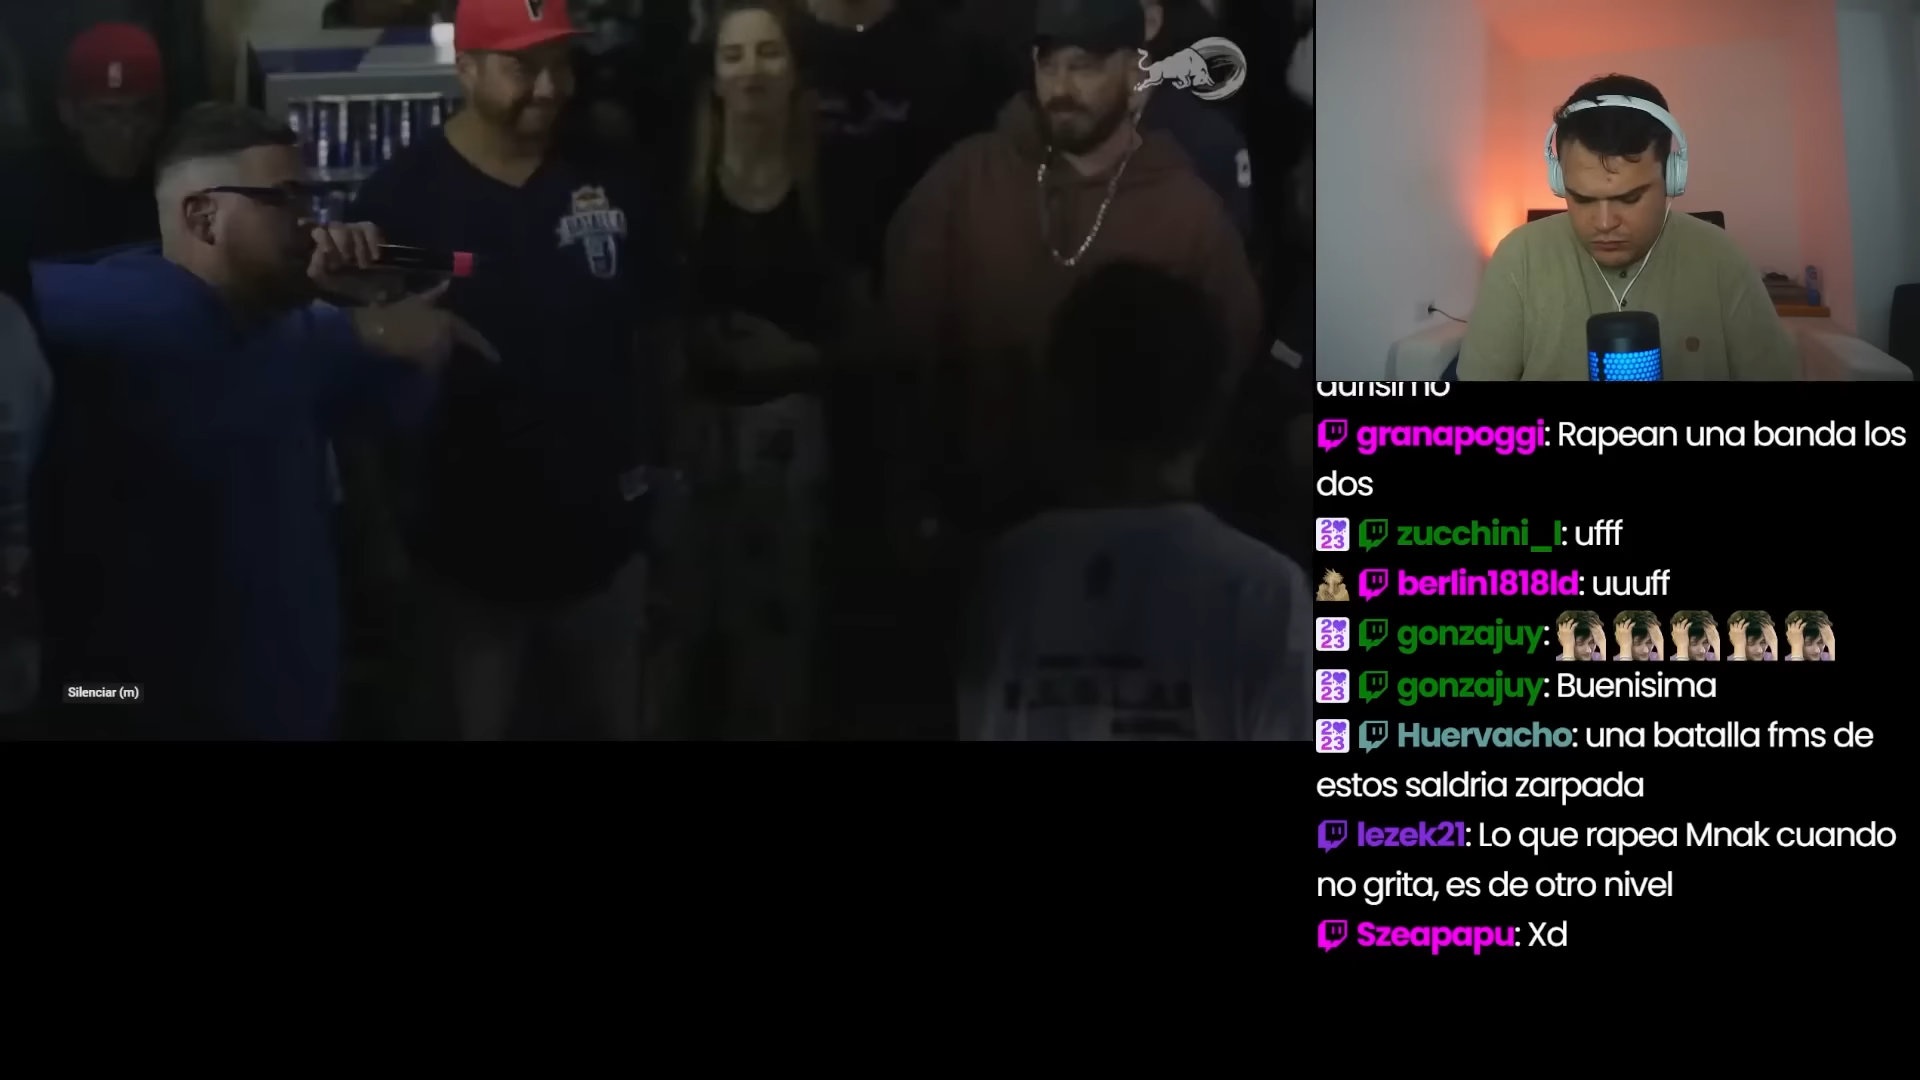 BATALLA
Silenciar (m)
granapoggi: Rapean una banda los
dos
zucchini_l: ufff
berlin1818ld: uuuff
gonzajuy:
gonzajuy: Buenisima
Huervacho: una batalla fms de
estos saldria zarpada
lezek21: Lo que rapea Mnak cuando
no grita, es de otro nivel
Szeapapu: Xd